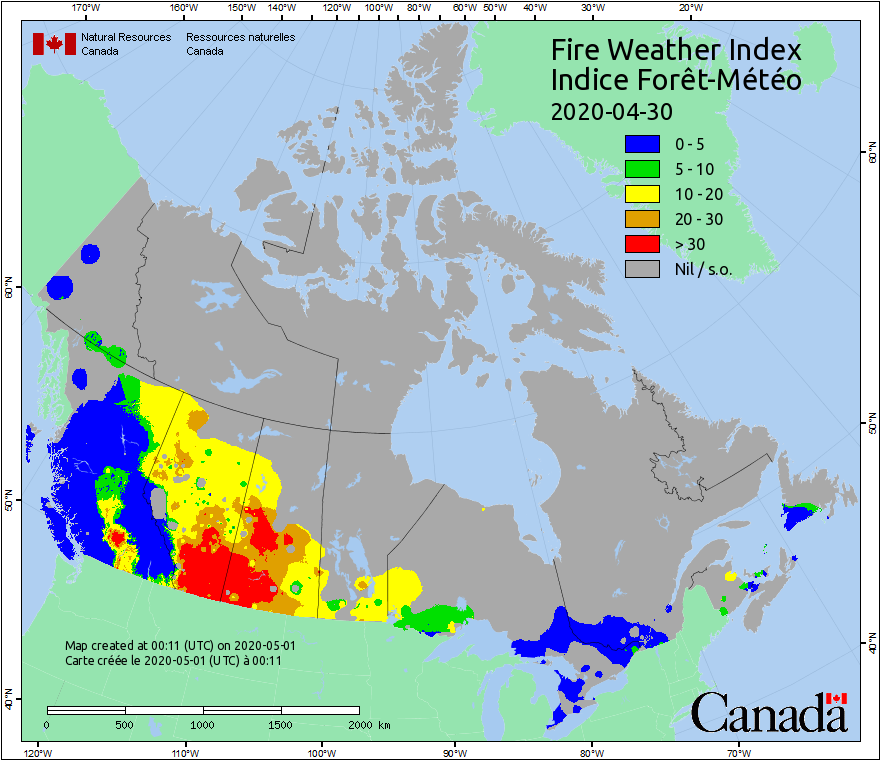 170°W 160°W 150°W 140°W 120°W 100°W 80°W 60°W 50°W 40°W 30°W 20°W
Natural Resources Ressources naturelles
Canada Canada
Fire Weather Index
Indice Forêt-Météo
2020-04-30
0 - 5
5 - 10
10 - 20
20 - 30
> 30
Nil / s.o.
60°N
60°N
50°N
50°N
40°N
40°N
Map created at 00:11 (UTC) on 2020-05-01
Carte créée le 2020-05-01 (UTC) à 00:11
0 500 1000 1500 2000 km
Canada
120°W 110°W 100°W 90°W 80°W 70°W